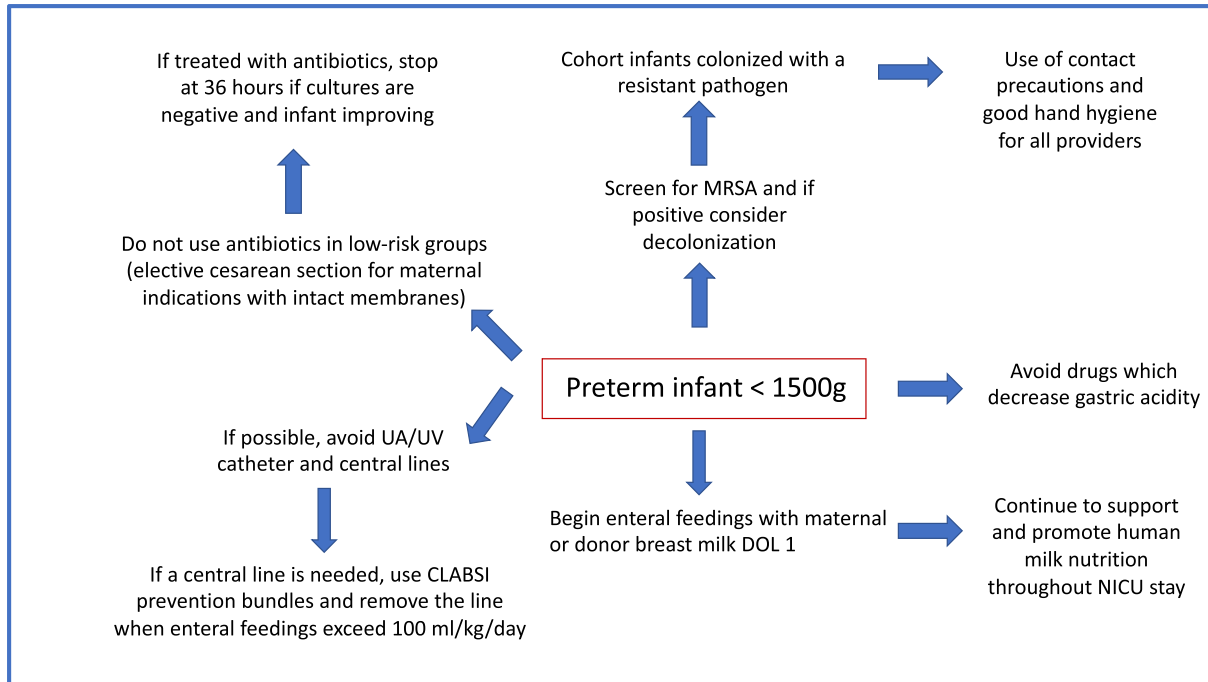 If treated with antibiotics, stop
at 36 hours if cultures are
negative and infant improving
Cohort infants colonized with a
resistant pathogen
Use of contact
precautions and
good hand hygiene
for all providers
Screen for MRSA and if
positive consider
decolonization
Do not use antibiotics in low-risk groups
(elective cesarean section for maternal
indications with intact membranes)
Preterm infant < 1500g
Avoid drugs which
decrease gastric acidity
If possible, avoid UA/UV
catheter and central lines
Begin enteral feedings with maternal
or donor breast milk DOL 1
Continue to support
and promote human
milk nutrition
throughout NICU stay
If a central line is needed, use CLABSI
prevention bundles and remove the line
when enteral feedings exceed 100 ml/kg/day